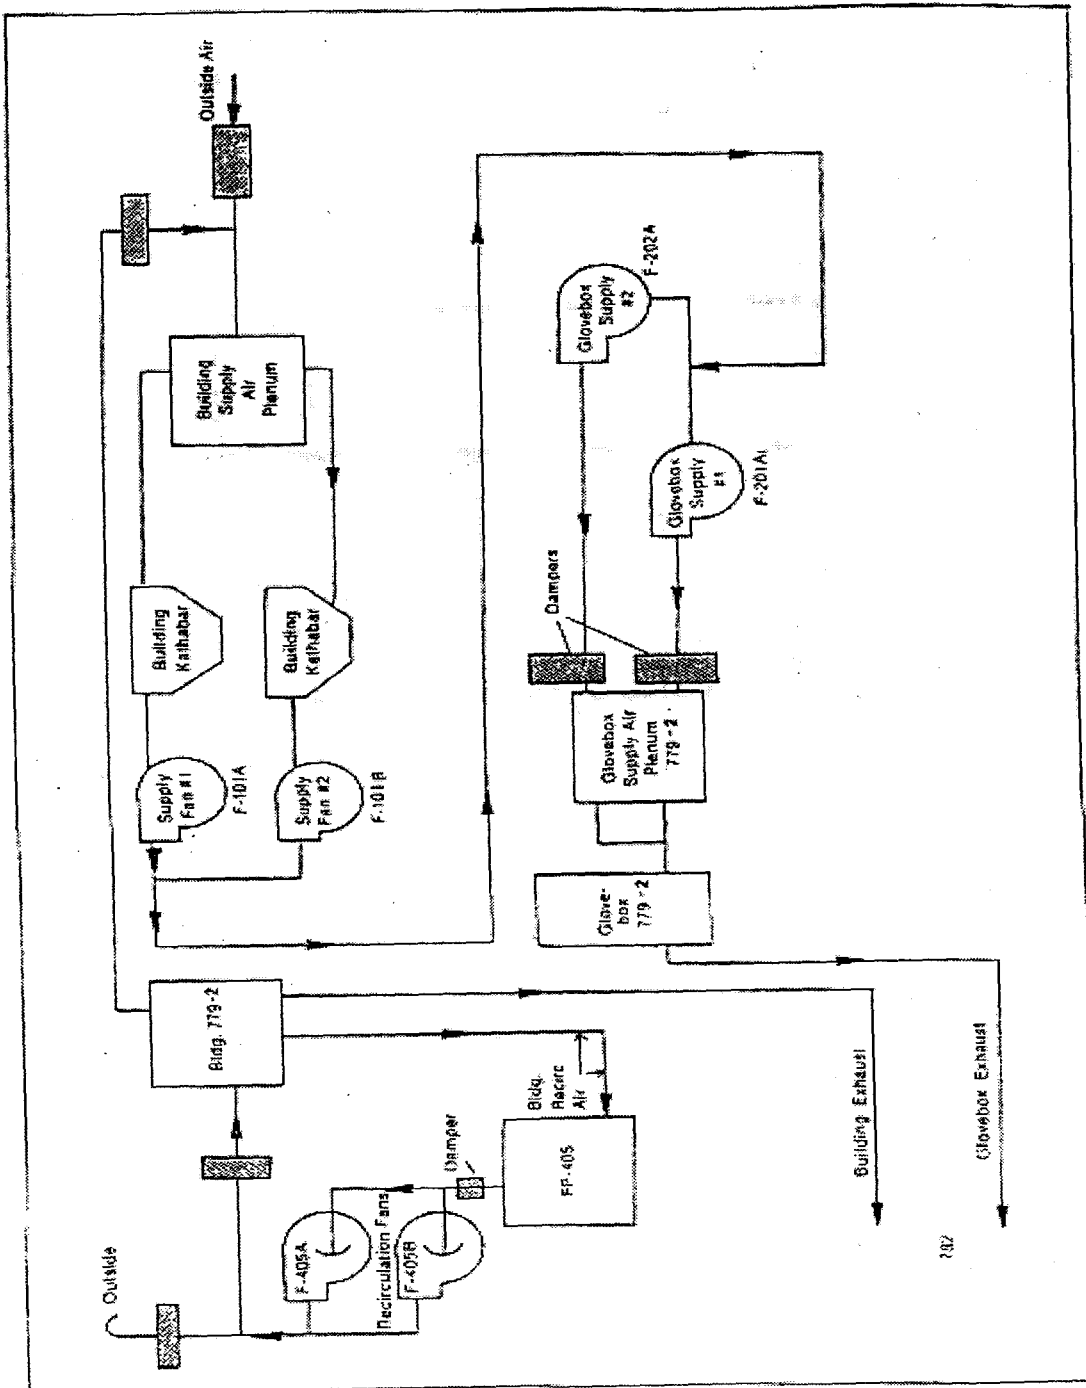 Outside Air
Building
Supply
Air
Plenum
Building
Kathabar
Building
Kathabar
Supply
Fan #1
F-101A
Supply
Fan #2
F-101B
Glovebox
Supply
#2
F-202A
Glovebox
Supply
#1
F-201A
Dampers
Glovebox
Supply Air
Plenum
779-2
Glove-
box
779-2
Bldg. 779-2
Bldg.
Recirc
Air
FP-405
Damper
F-405A
Recirculation Fans
F-405B
Outside
Building Exhaust
Glovebox Exhaust